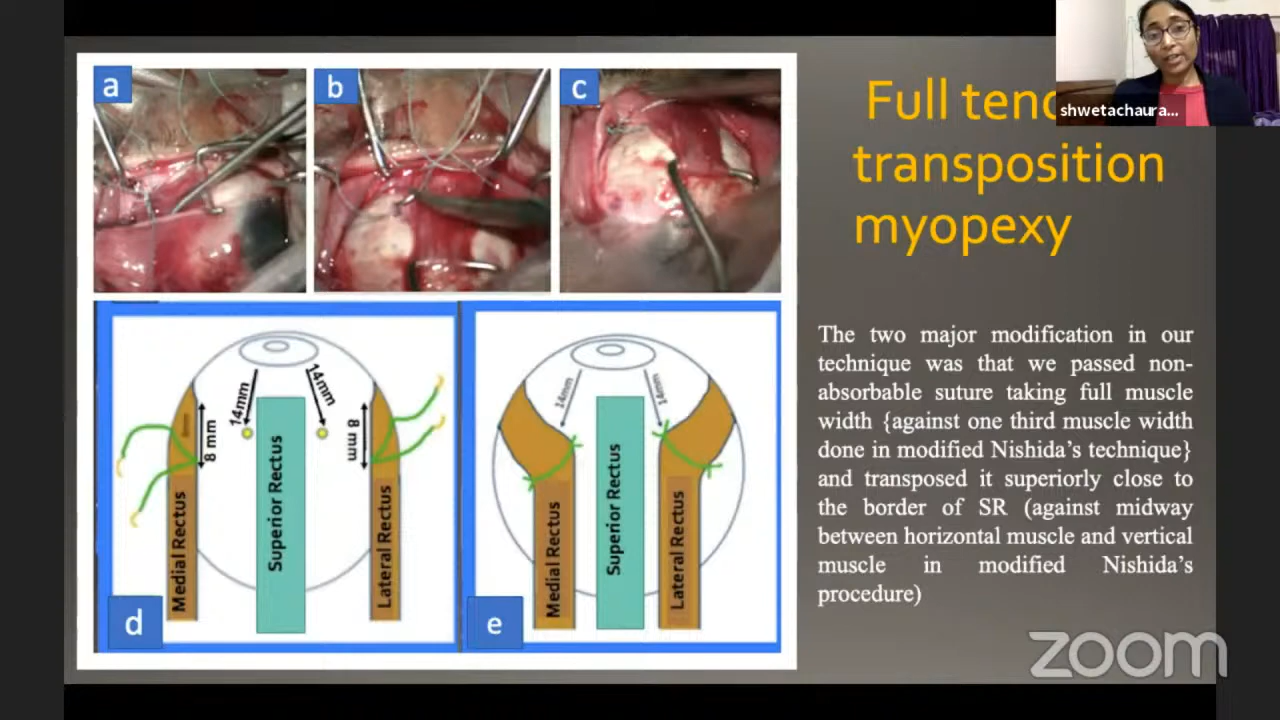 a
b
c
Full
shwetachaura...
transposition
myopexy
The two major modification in our
technique was that we passed non-
absorbable suture taking full muscle
width {against one third muscle width
done in modified Nishida's technique}
and transposed it superiorly close to
the border of SR (against midway
between horizontal muscle and vertical
muscle in modified Nishida's
procedure)
14mm
14mm
8 mm
8 mm
Medial Rectus
Superior Rectus
Lateral Rectus
d
14mm
14mm
Medial Rectus
Superior Rectus
Lateral Rectus
e
zoom